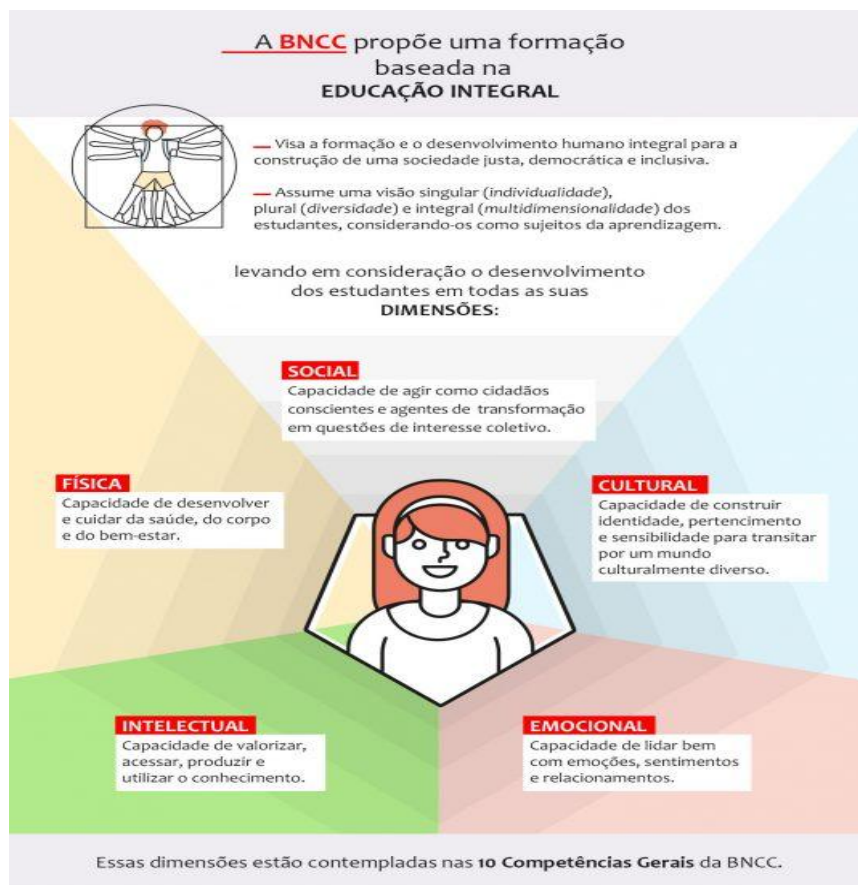 A BNCC propõe uma formação
baseada na
EDUCAÇÃO INTEGRAL
Visa a formação e o desenvolvimento humano integral para a
construção de uma sociedade justa, democrática e inclusiva.
Assume uma visão singular (individualidade),
plural (diversidade) e integral (multidimensionalidade) dos
estudantes, considerando-os como sujeitos da aprendizagem.
levando em consideração o desenvolvimento
dos estudantes em todas as suas
DIMENSÕES:
SOCIAL
Capacidade de agir como cidadãos
conscientes e agentes de transformação
em questões de interesse coletivo.
FÍSICA
Capacidade de desenvolver
e cuidar da saúde, do corpo
e do bem-estar.
CULTURAL
Capacidade de construir
identidade, pertencimento
e sensibilidade para transitar
por um mundo
culturalmente diverso.
INTELECTUAL
Capacidade de valorizar,
acessar, produzir e
utilizar o conhecimento.
EMOCIONAL
Capacidade de lidar bem
com emoções, sentimentos
e relacionamentos.
Essas dimensões estão contempladas nas 10 Competências Gerais da BNCC.